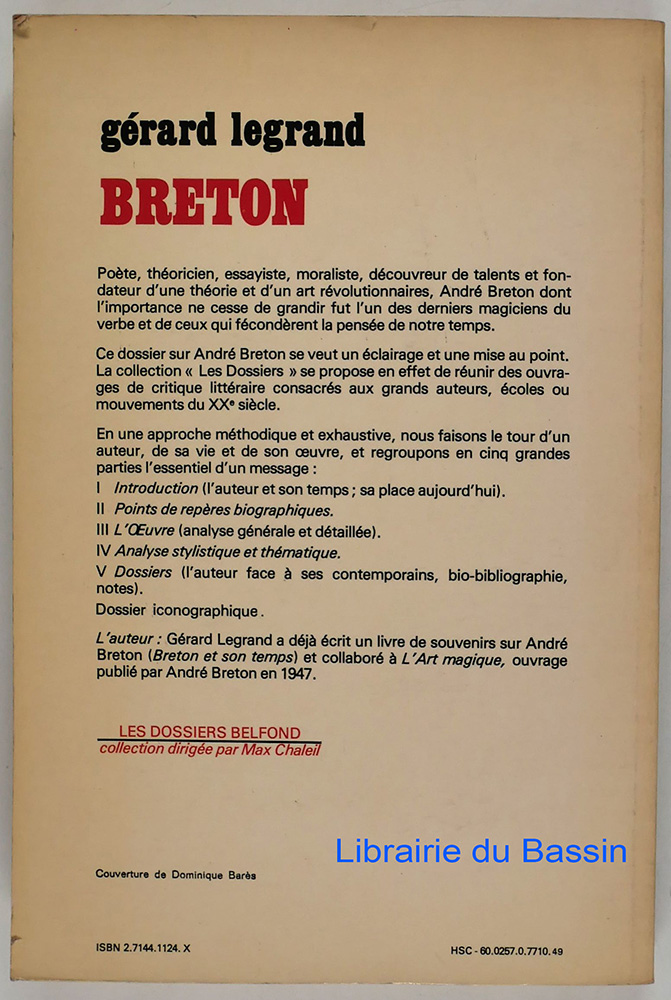 gérard legrand
BRETON
Poète, théoricien, essayiste, moraliste, découvreur de talents et fon-
dateur d'une théorie et d'un art révolutionnaires, André Breton dont
l'importance ne cesse de grandir fut l'un des derniers magiciens du
verbe et de ceux qui fécondèrent la pensée de notre temps.
Ce dossier sur André Breton se veut un éclairage et une mise au point.
La collection « Les Dossiers » se propose en effet de réunir des ouvra-
ges de critique littéraire consacrés aux grands auteurs, écoles ou
mouvements du XXe siècle.
En une approche méthodique et exhaustive, nous faisons le tour d'un
auteur, de sa vie et de son œuvre, et regroupons en cinq grandes
parties l'essentiel d'un message :
I Introduction (l'auteur et son temps ; sa place aujourd'hui).
II Points de repères biographiques.
III L'Œuvre (analyse générale et détaillée).
IV Analyse stylistique et thématique.
V Dossiers (l'auteur face à ses contemporains, bio-bibliographie,
notes).
Dossier iconographique.
L'auteur : Gérard Legrand a déjà écrit un livre de souvenirs sur André
Breton (Breton et son temps) et collaboré à L'Art magique, ouvrage
publié par André Breton en 1947.
LES DOSSIERS BELFOND
collection dirigée par Max Chaleil
Librairie du Bassin
Couverture de Dominique Barès
ISBN 2.7144.1124. X
HSC - 60.0257.0.7710.49